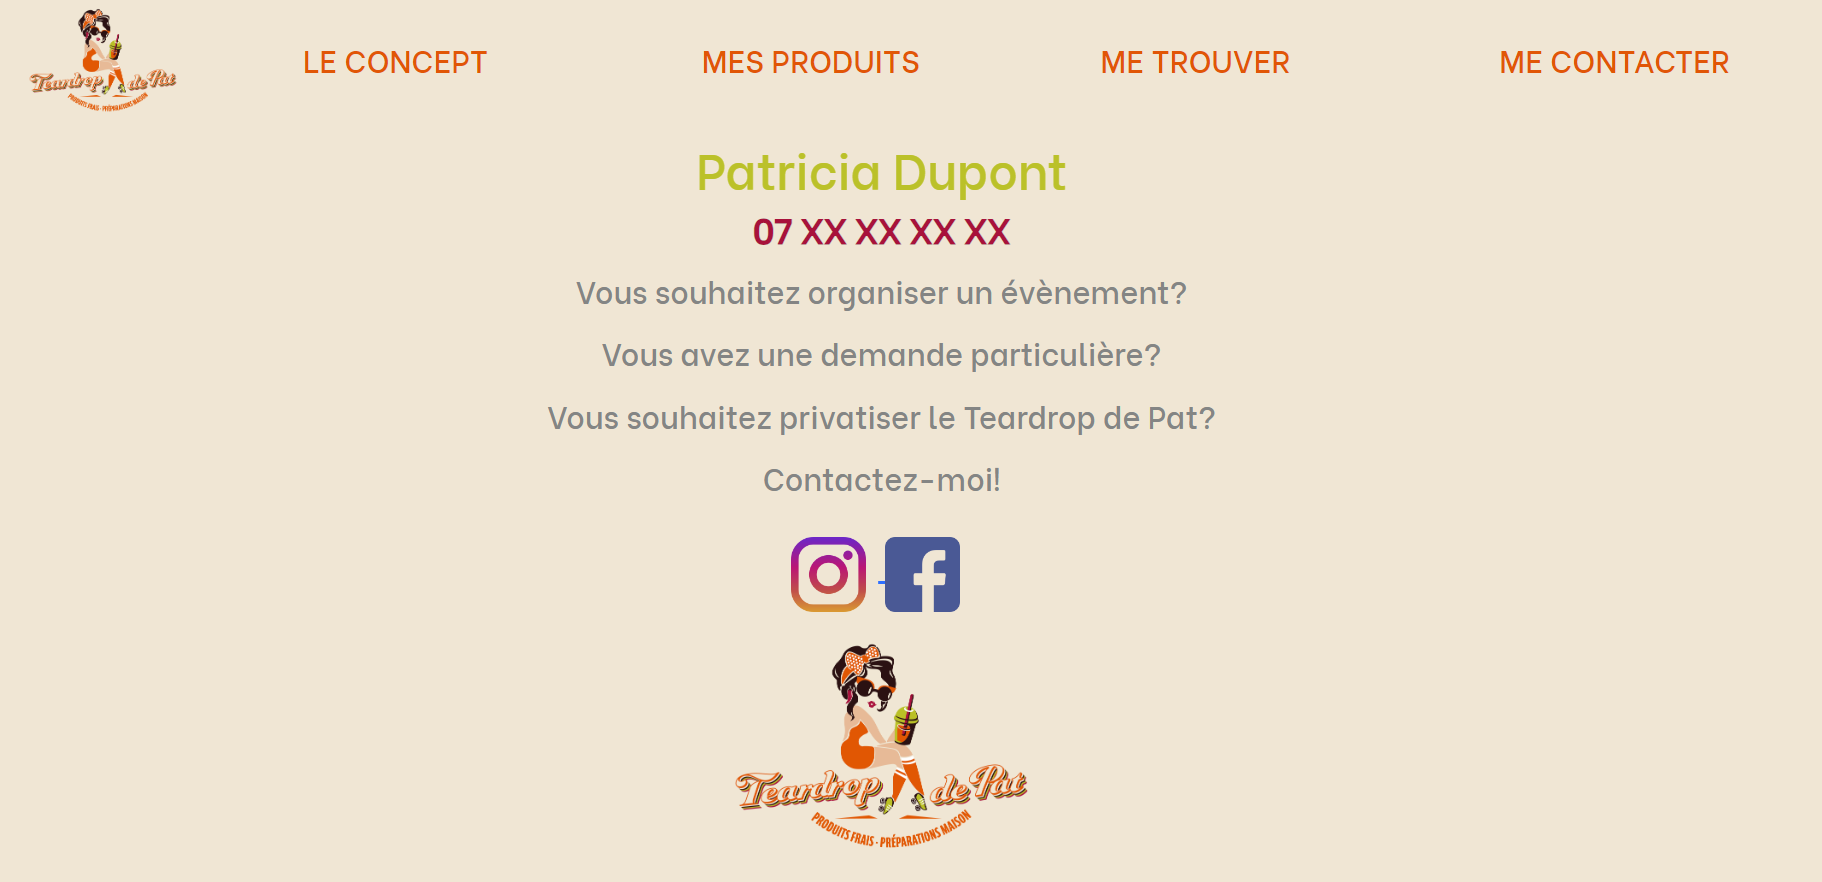 Teardrop de Pat
PRODUITS FRAIS - PRÉPARATIONS MAISON
LE CONCEPT
MES PRODUITS
ME TROUVER
ME CONTACTER
Patricia Dupont
07 XX XX XX XX
Vous souhaitez organiser un évènement?
Vous avez une demande particulière?
Vous souhaitez privatiser le Teardrop de Pat?
Contactez-moi!
Teardrop de Pat
PRODUITS FRAIS · PRÉPARATIONS MAISON